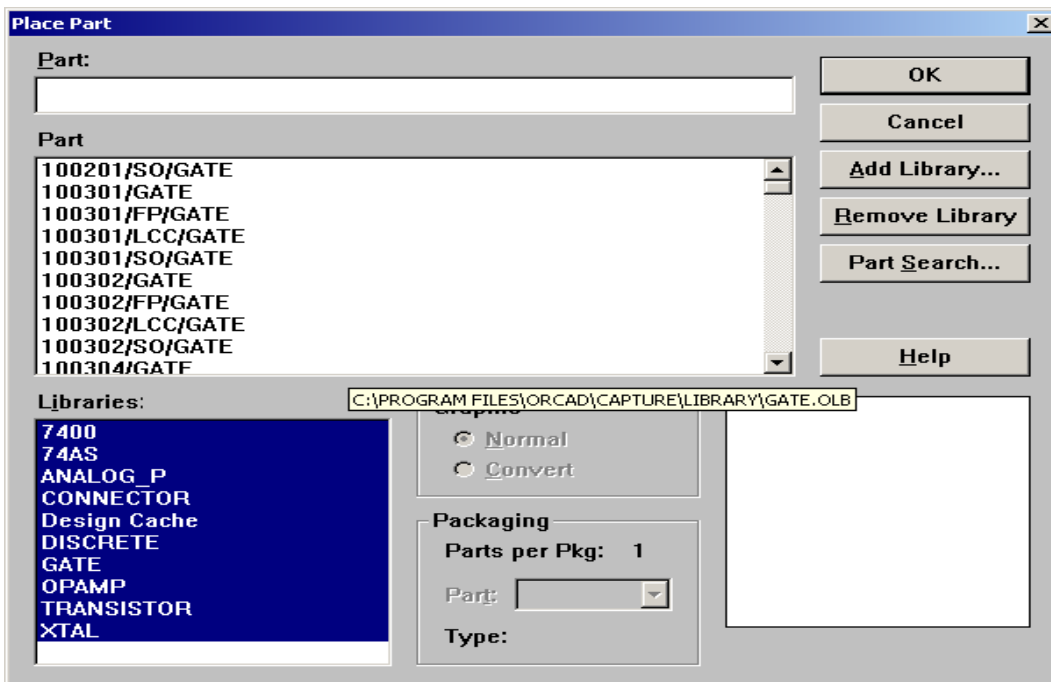 Place Part
Part:
OK
Cancel
Part
100201/SO/GATE
100301/GATE
100301/FP/GATE
100301/LCC/GATE
100301/SO/GATE
100302/GATE
100302/FP/GATE
100302/LCC/GATE
100302/SO/GATE
100304/GATE
Add Library...
Remove Library
Part Search...
Help
Libraries:
C:\PROGRAM FILES\ORCAD\CAPTURE\LIBRARY\GATE.OLB
7400
74AS
ANALOG_P
CONNECTOR
Design Cache
DISCRETE
GATE
OPAMP
TRANSISTOR
XTAL
Graphic
Normal
Convert
Packaging
Parts per Pkg: 1
Part:
Type: